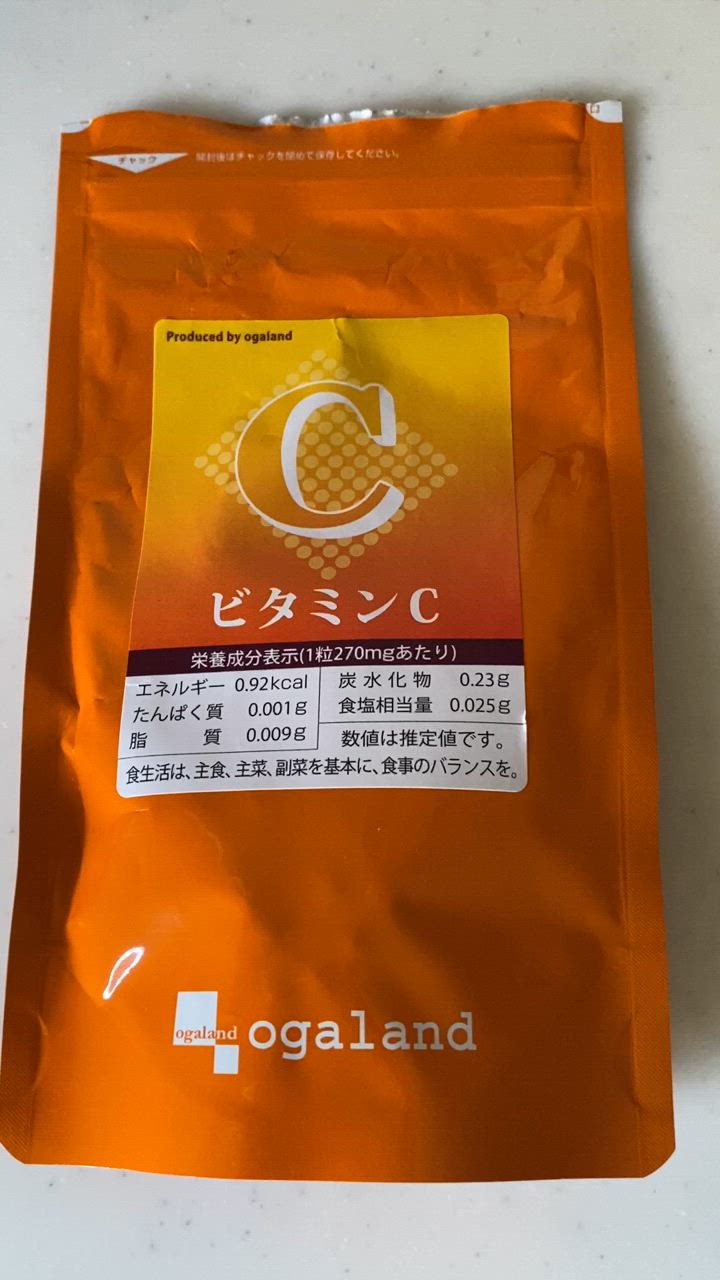 チャック 開封後はチャックを閉めて保存してください。
Produced by ogaland
C
ビタミンC
栄養成分表示(1粒270mgあたり)
エネルギー 0.92kcal
たんぱく質 0.001g
脂 質 0.009g
炭水化物 0.23g
食塩相当量 0.025g
数値は推定値です。
食生活は、主食、主菜、副菜を基本に、食事のバランスを。
ogaland ogaland